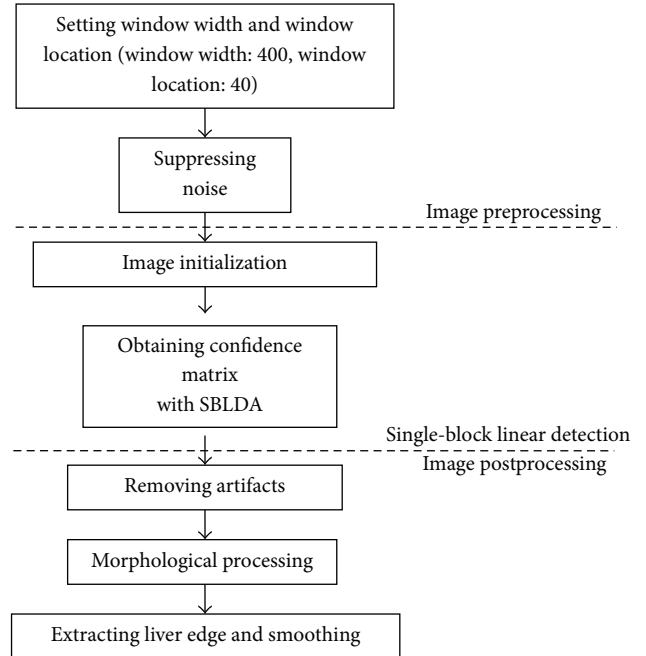 Setting window width and window
location (window width: 400, window
location: 40)
Suppressing
noise
Image preprocessing
Image initialization
Obtaining confidence
matrix
with SBLDA
Single-block linear detection
Image postprocessing
Removing artifacts
Morphological processing
Extracting liver edge and smoothing